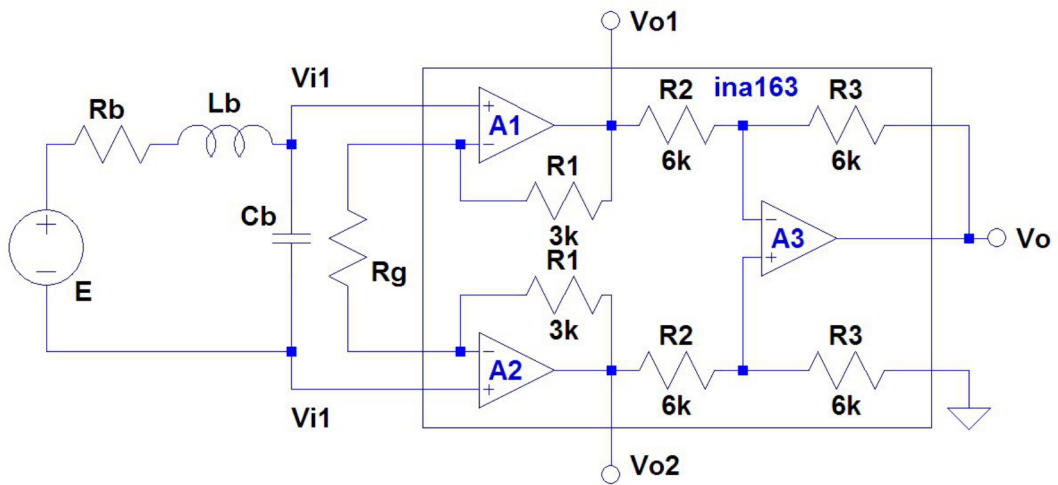 Vo1
Vi1
R2
ina163
R3
Rb
Lb
+
A1
−
6k
6k
R1
Cb
3k
+
−
E
Rg
−
A3
+
Vo
R1
3k
−
A2
+
R2
R3
6k
6k
Vi1
Vo2